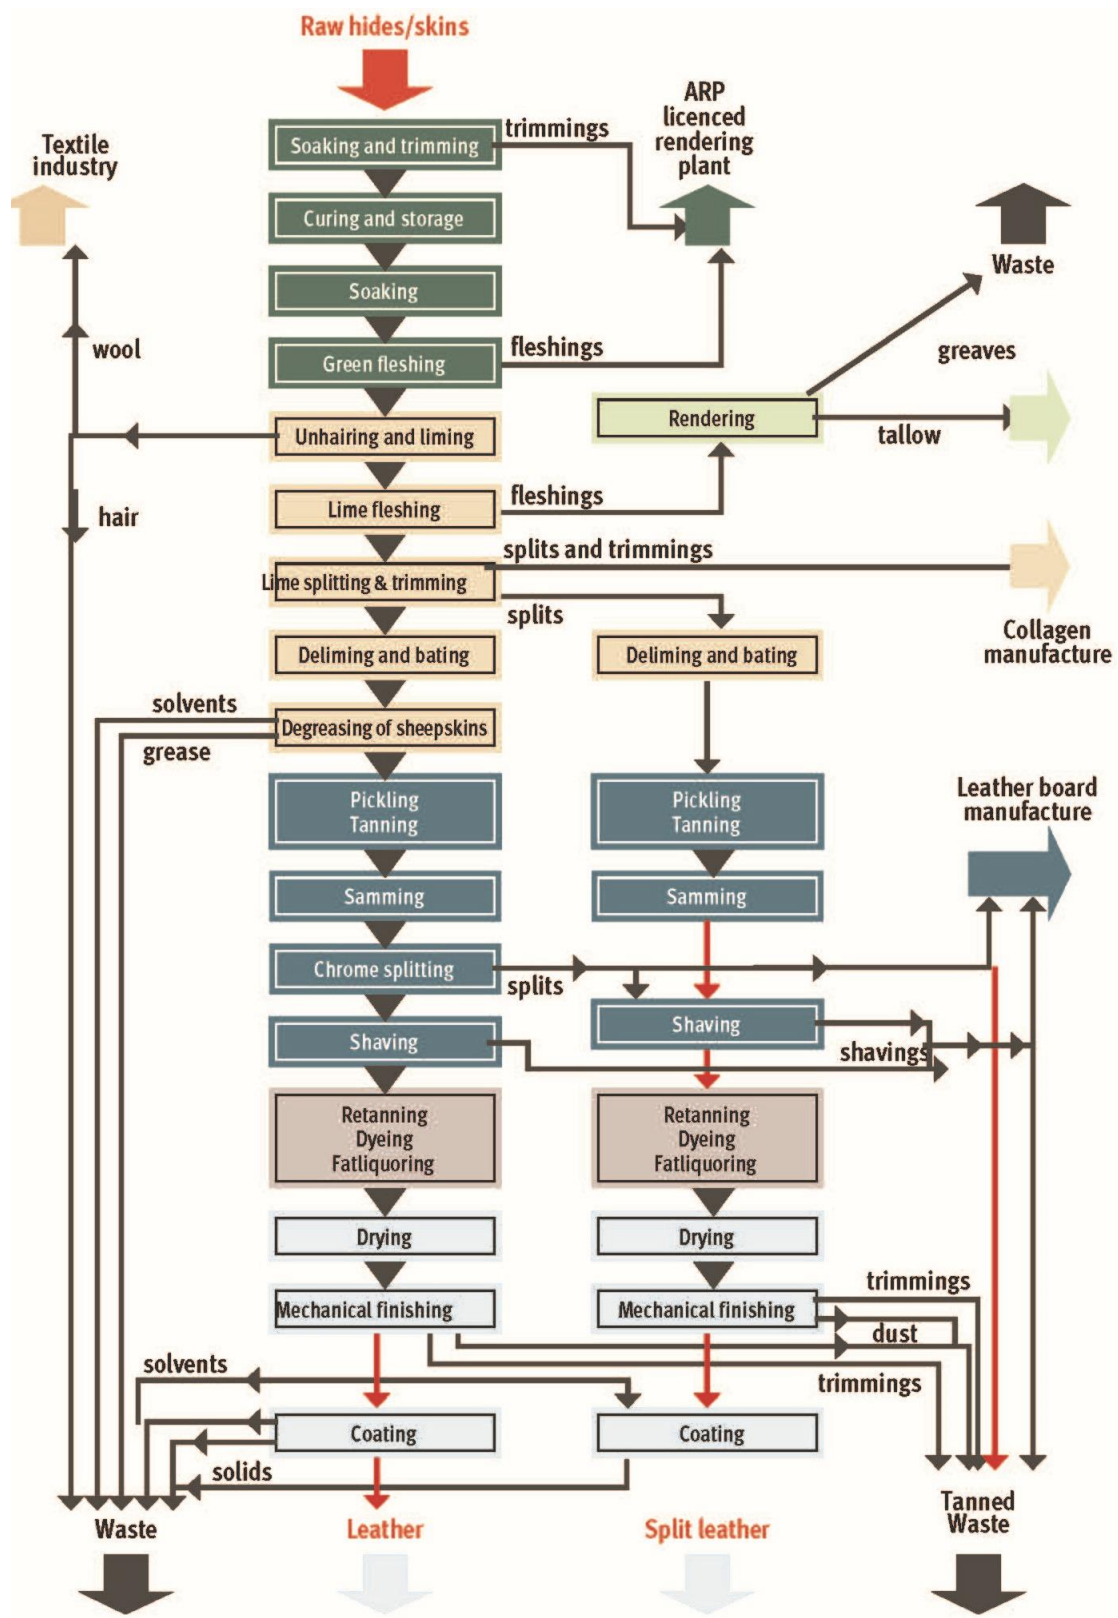 Raw hides/skins
ARP
licenced
rendering
plant
Textile
industry
Soaking and trimming
trimmings
Curing and storage
Soaking
Waste
wool
Green fleshing
fleshings
greaves
Rendering
tallow
Unhairing and liming
hair
Lime fleshing
fleshings
splits and trimmings
Lime splitting & trimming
splits
Collagen
manufacture
Deliming and bating
Deliming and bating
solvents
grease
Degreasing of sheepskins
Pickling
Tanning
Pickling
Tanning
Leather board
manufacture
Samming
Samming
Chrome splitting
splits
Shaving
Shaving
shavings
Retanning
Dyeing
Fatliquoring
Retanning
Dyeing
Fatliquoring
Drying
Drying
Mechanical finishing
Mechanical finishing
trimmings
dust
trimmings
solvents
Coating
Coating
solids
Waste
Leather
Split leather
Tanned
Waste